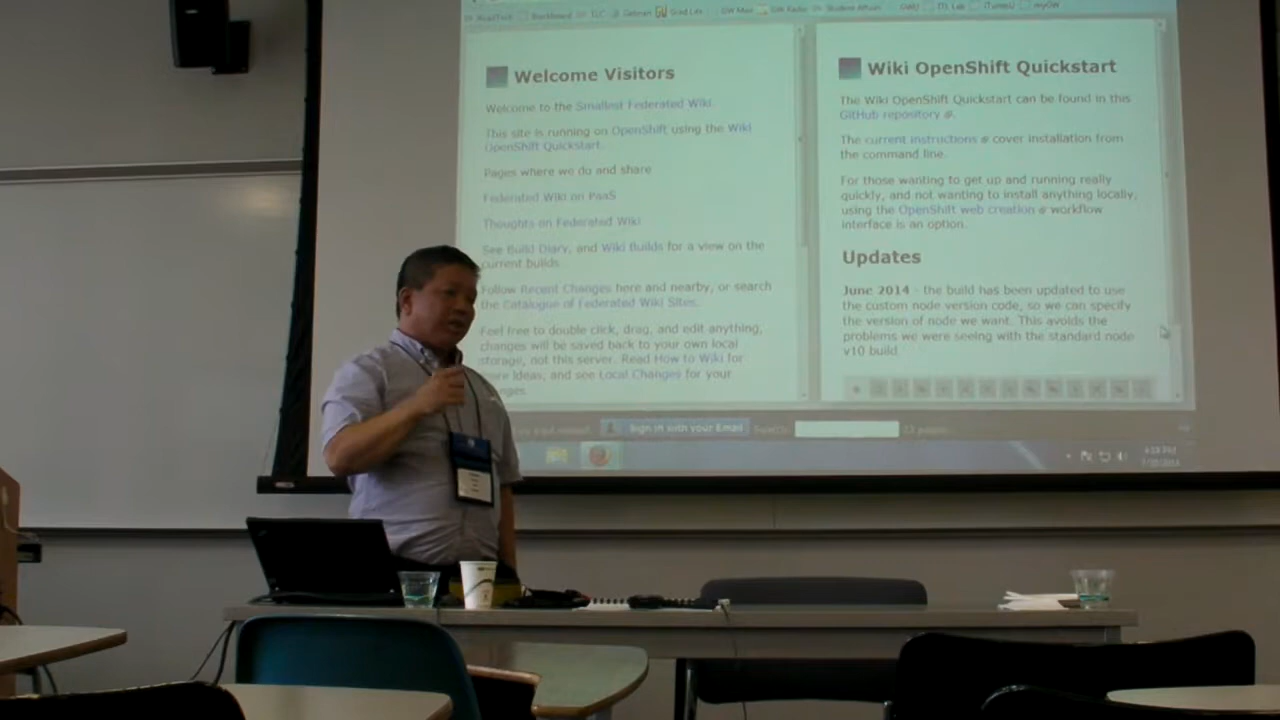 Welcome Visitors
Welcome to the Smallest Federated Wiki.
This site is running on OpenShift using the Wiki
OpenShift Quickstart.
Pages where we do and share
Federated Wiki on PaaS
Thoughts on Federated Wiki
See Build Diary, and Wiki Builds for a view on the
current builds.
Follow Recent Changes here and nearby, or search
the Catalogue of Federated Wiki Sites.
Feel free to double click, drag, and edit anything,
changes will be saved back to your own local
storage, not this server. Read How to Wiki for
more ideas, and see Local Changes for your
changes.
Wiki OpenShift Quickstart
The Wiki OpenShift Quickstart can be found in this
GitHub repository
The current instructions cover installation from
the command line.
For those wanting to get up and running really
quickly, and not wanting to install anything locally,
using the OpenShift web creation workflow
interface is an option.
Updates
June 2014 - the build has been updated to use
the custom node version code, so we can specify
the version of node we want. This avoids the
problems we were seeing with the standard node
v10 build
Sign in with your Email